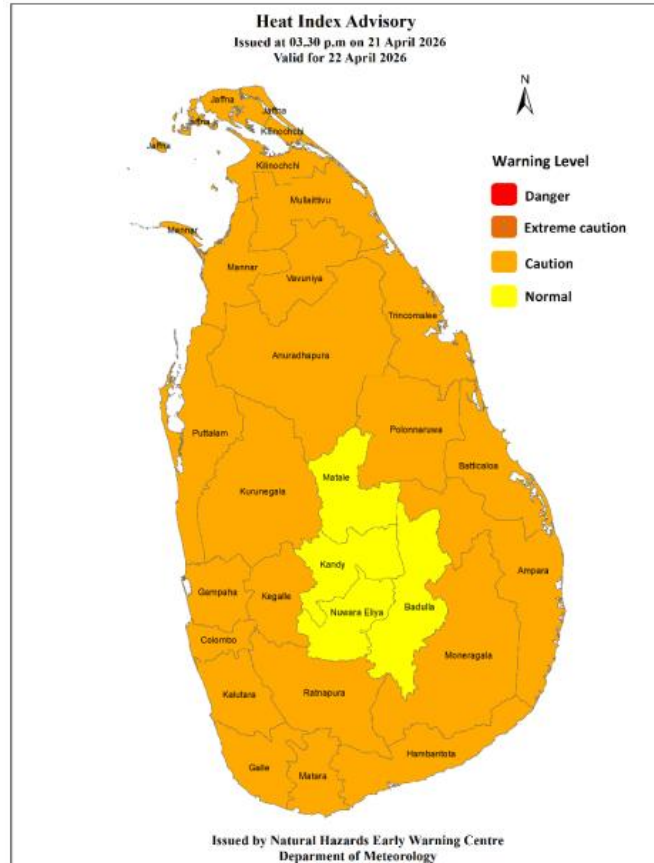 Heat Index Advisory
Issued at 03.30 p.m on 21 April 2026
Valid for 22 April 2026
N
Warning Level
Danger
Extreme caution
Caution
Normal
Jaffna
Jaffna
Jaffna
Jaffna
Kilinochchi
Kilinochchi
Mullaittivu
Mannar
Mannar
Vavuniya
Trincomalee
Anuradhapura
Puttalam
Polonnaruwa
Batticaloa
Kurunegala
Matale
Kandy
Ampara
Gampaha
Kegalle
Nuwara Eliya
Badulla
Colombo
Moneragala
Kalutara
Ratnapura
Hambantota
Galle
Matara
Issued by Natural Hazards Early Warning Centre
Deparment of Meteorology